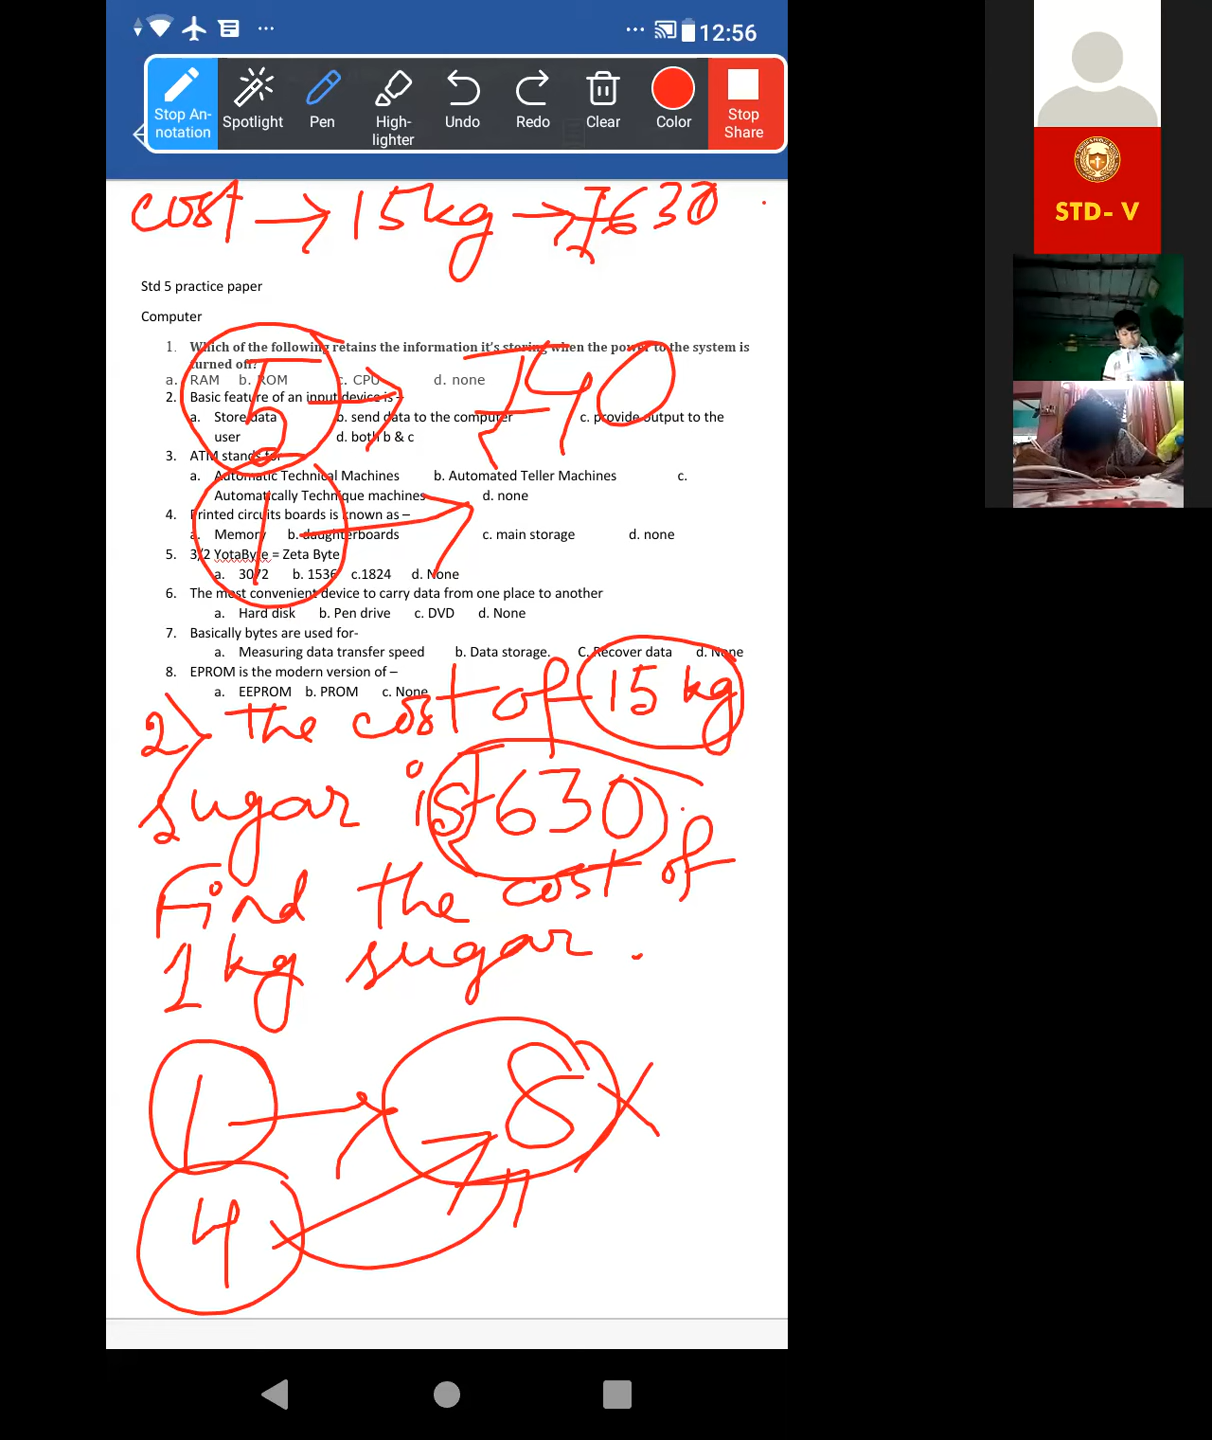 12:56
Stop An-
notation
Spotlight
Pen
High-
lighter
Undo
Redo
Clear
Color
Stop
Share
cost → 15kg → ₹630
STD- V
Std 5 practice paper
Computer
1. Which of the following retains the information it's storing when the power to the system is
turned off?
a. RAM b. ROM c. CPU d. none
2. Basic feature of an input device is –
a. Store data b. send data to the computer c. provide output to the
user d. both b & c
3. ATM stands for
a. Automatic Technical Machines b. Automated Teller Machines c.
Automatically Technique machines d. none
4. Printed circuits boards is known as –
a. Memory b. daughterboards c. main storage d. none
5. 3/2 YotaByte = Zeta Byte
a. 3072 b. 1536 c.1824 d. None
6. The most convenient device to carry data from one place to another
a. Hard disk b. Pen drive c. DVD d. None
7. Basically bytes are used for-
a. Measuring data transfer speed b. Data storage. C. Recover data d. None
8. EPROM is the modern version of –
a. EEPROM b. PROM c. None
5 → ₹40
1 →
2) The cost of 15 kg
sugar is ₹630.
Find the cost of
1 kg sugar.
1 → 8 x
4